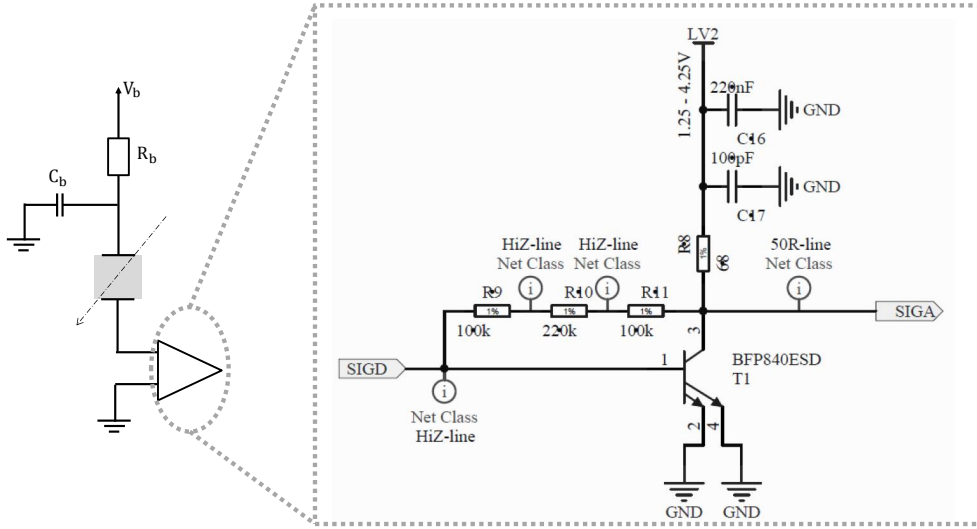 V_b
R_b
C_b
LV2
1.25 - 4.25V
220nF
GND
C16
100pF
GND
C17
R8
1%
68
HiZ-line
Net Class
HiZ-line
Net Class
50R-line
Net Class
i
i
i
R9
R10
R11
1%
1%
1%
100k
220k
100k
SIGA
3
SIGD
1
BFP840ESD
T1
i
Net Class
HiZ-line
2
4
GND
GND